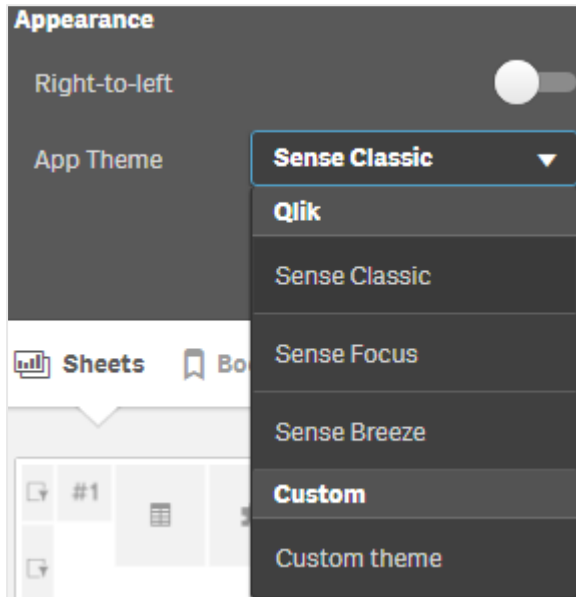 Appearance
Right-to-left
App Theme
Sense Classic
Qlik
Sense Classic
Sense Focus
Sense Breeze
Custom
Custom theme
Sheets
#1